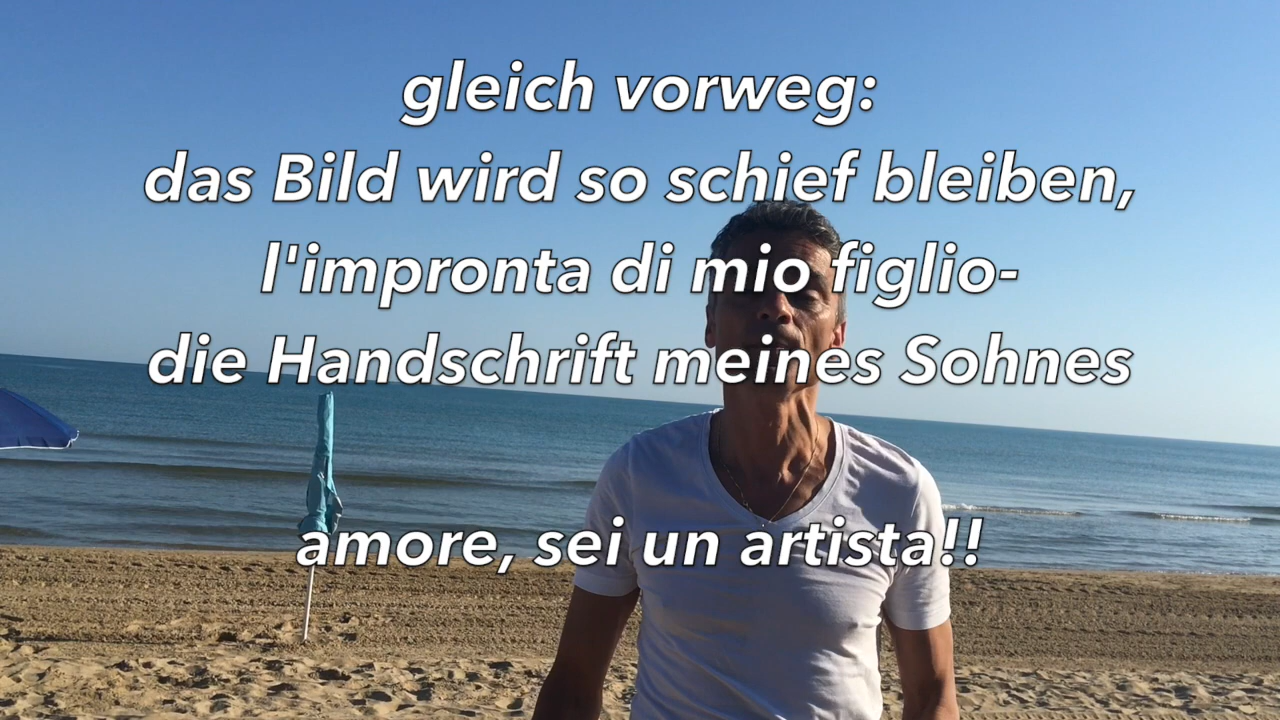 gleich vorweg:
das Bild wird so schief bleiben,
l'impronta di mio figlio-
die Handschrift meines Sohnes
amore, sei un artista!!